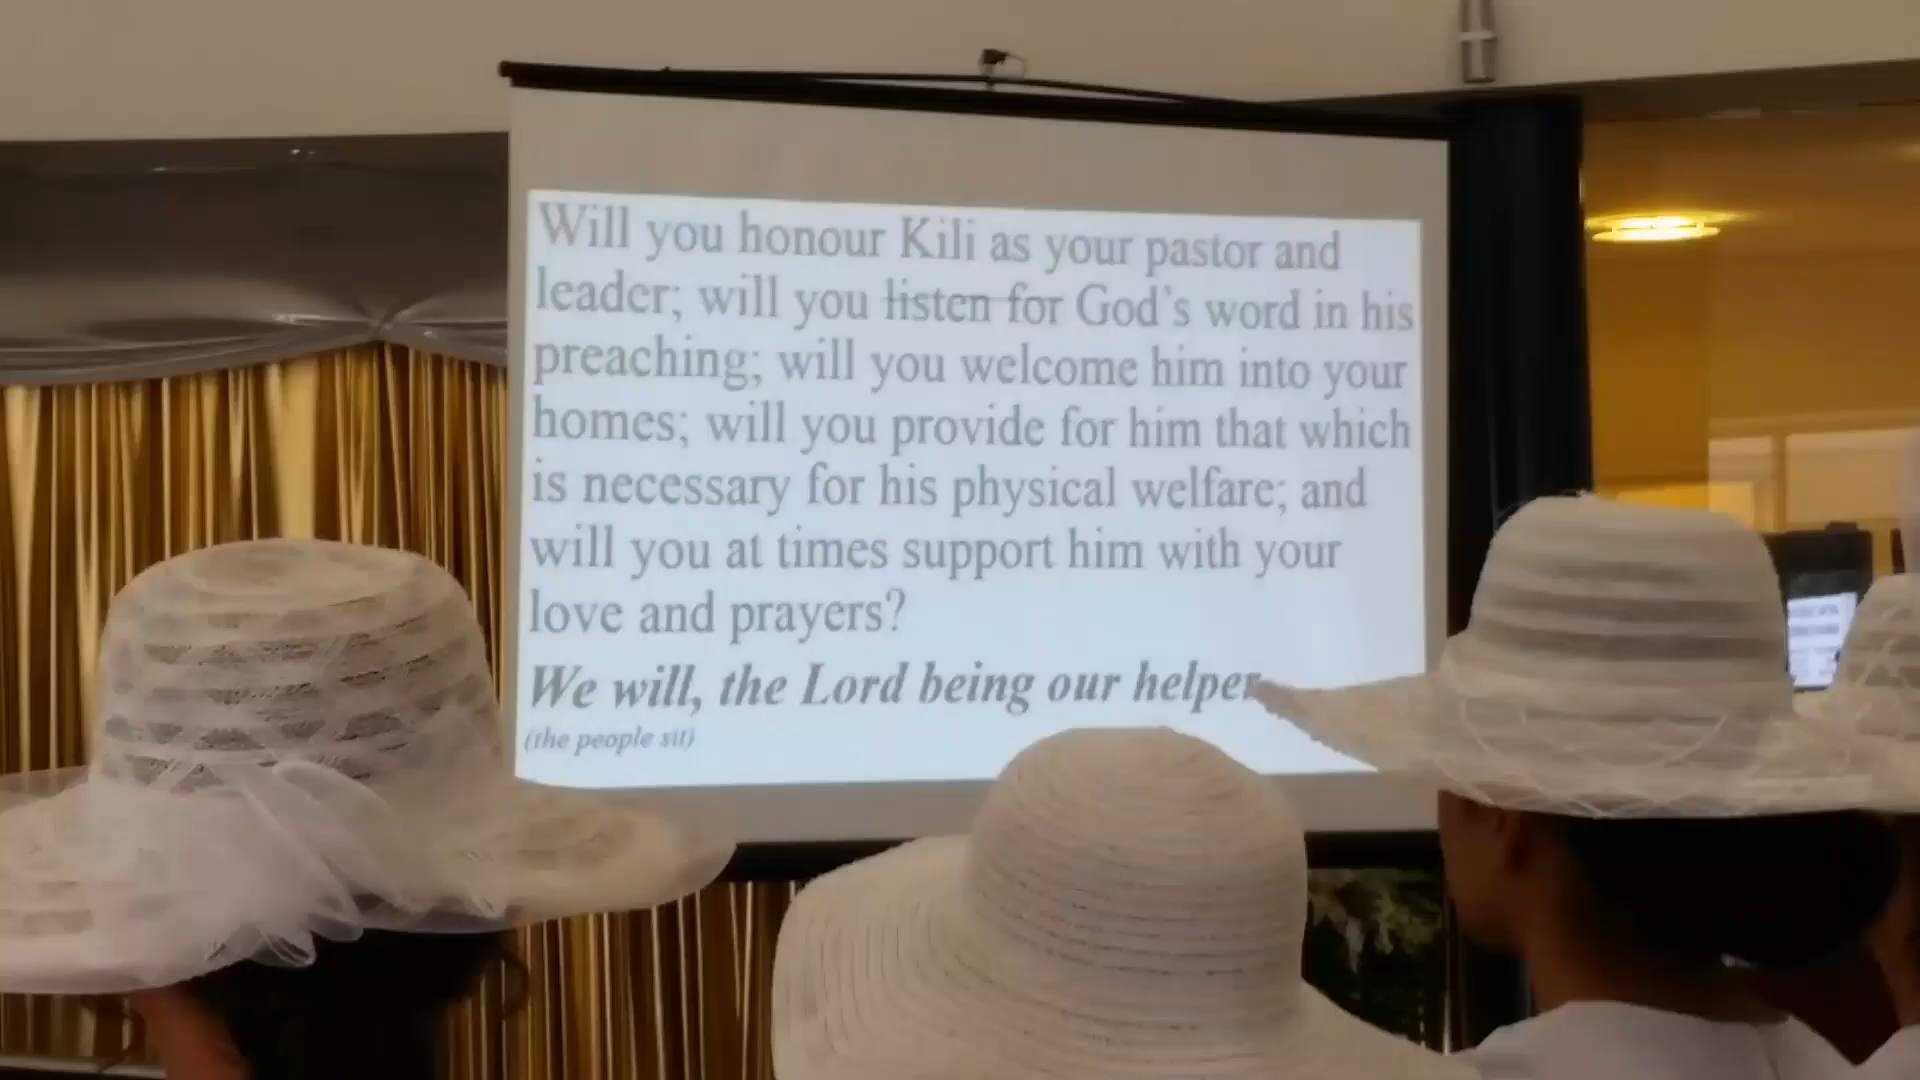 Will you honour Kili as your pastor and
leader; will you listen for God's word in his
preaching; will you welcome him into your
homes; will you provide for him that which
is necessary for his physical welfare; and
will you at times support him with your
love and prayers?
We will, the Lord being our helper
(the people sit)